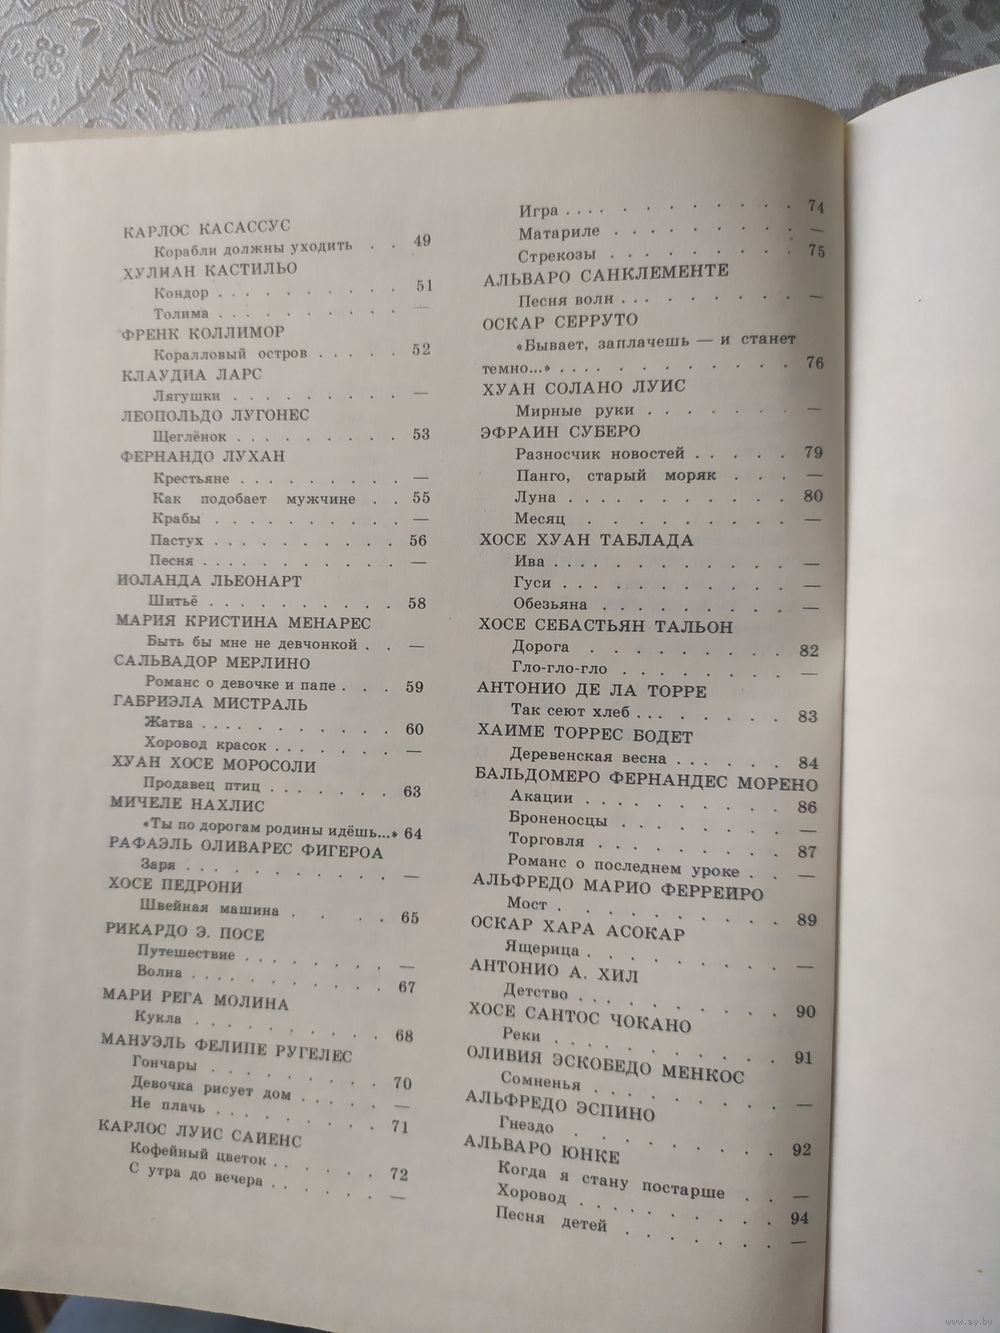 КАРЛОС КАСАССУС
Корабли должны уходить . . 49
ХУЛИАН КАСТИЛЬО
Кондор . . . . . . . . . 51
Толима . . . . . . . . . —
ФРЕНК КОЛЛИМОР
Коралловый остров . . . . . 52
КЛАУДИА ЛАРС
Лягушки . . . . . . . . —
ЛЕОПОЛЬДО ЛУГОНЕС
Щеглёнок . . . . . . . . 53
ФЕРНАНДО ЛУХАН
Крестьяне . . . . . . . . —
Как подобает мужчине . . 55
Крабы . . . . . . . . . —
Пастух . . . . . . . . . 56
Песня . . . . . . . . . . —
ИОЛАНДА ЛЬЕОНАРТ
Шитьё . . . . . . . . . 58
МАРИЯ КРИСТИНА МЕНАРЕС
Быть бы мне не девчонкой . . —
САЛЬВАДОР МЕРЛИНО
Романс о девочке и папе . . . 59
ГАБРИЭЛА МИСТРАЛЬ
Жатва . . . . . . . . . 60
Хоровод красок . . . . . . —
ХУАН ХОСЕ МОРОСОЛИ
Продавец птиц . . . . . . 63
МИЧЕЛЕ НАХЛИС
«Ты по дорогам родины идёшь...» 64
РАФАЭЛЬ ОЛИВАРЕС ФИГЕРОА
Заря . . . . . . . . . . —
ХОСЕ ПЕДРОНИ
Швейная машина . . . . 65
РИКАРДО Э. ПОСЕ
Путешествие . . . . . . . —
Волна . . . . . . . . . 67
МАРИ РЕГА МОЛИНА
Кукла . . . . . . . . . 68
МАНУЭЛЬ ФЕЛИПЕ РУГЕЛЕС
Гончары . . . . . . . . 70
Девочка рисует дом . . . . —
Не плачь . . . . . . . . 71
КАРЛОС ЛУИС САЙЕНС
Кофейный цветок . . . . . 72
С утра до вечера . . . . . —
Игра . . . . . . . . . . 74
Матариле . . . . . . . . —
Стрекозы . . . . . . . . 75
АЛЬВАРО САНКЛЕМЕНТЕ
Песня волн . . . . . . . . —
ОСКАР СЕРРУТО
«Бывает, заплачешь — и станет
темно...» . . . . . . . . . . 76
ХУАН СОЛАНО ЛУИС
Мирные руки . . . . . . . —
ЭФРАИН СУБЕРО
Разносчик новостей . . . . . 79
Панго, старый моряк . . . —
Луна . . . . . . . . . . 80
Месяц . . . . . . . . . —
ХОСЕ ХУАН ТАБЛАДА
Ива . . . . . . . . . . . —
Гуси . . . . . . . . . . —
Обезьяна . . . . . . . . —
ХОСЕ СЕБАСТЬЯН ТАЛЬОН
Дорога . . . . . . . . . 82
Гло-гло-гло . . . . . . . —
АНТОНИО ДЕ ЛА ТОРРЕ
Так сеют хлеб . . . . . . . 83
ХАИМЕ ТОРРЕС БОДЕТ
Деревенская весна . . . . . 84
БАЛЬДОМЕРО ФЕРНАНДЕС МОРЕНО
Акации . . . . . . . . . 86
Броненосцы . . . . . . . —
Торговля . . . . . . . . 87
Романс о последнем уроке . . —
АЛЬФРЕДО МАРИО ФЕРРЕЙРО
Мост . . . . . . . . . . 89
ОСКАР ХАРА АСОКАР
Ящерица . . . . . . . . —
АНТОНИО А. ХИЛ
Детство . . . . . . . . . 90
ХОСЕ САНТОС ЧОКАНО
Реки . . . . . . . . . . 91
ОЛИВИЯ ЭСКОБЕДО МЕНКОС
Сомненья . . . . . . . . —
АЛЬФРЕДО ЭСПИНО
Гнездо . . . . . . . . . 92
АЛЬВАРО ЮНКЕ
Когда я стану постарше . . —
Хоровод . . . . . . . . . 94
Песня детей . . . . . . . —
www.ay.by